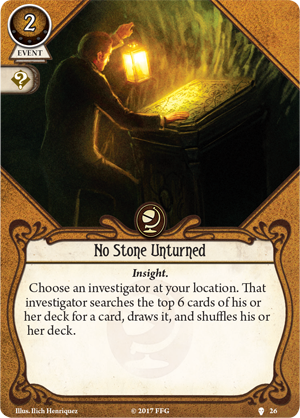 2
EVENT
?
No Stone Unturned
Insight.
Choose an investigator at your location. That
investigator searches the top 6 cards of his or
her deck for a card, draws it, and shuffles his or
her deck.
Illus. Ilich Henriquez © 2017 FFG 26